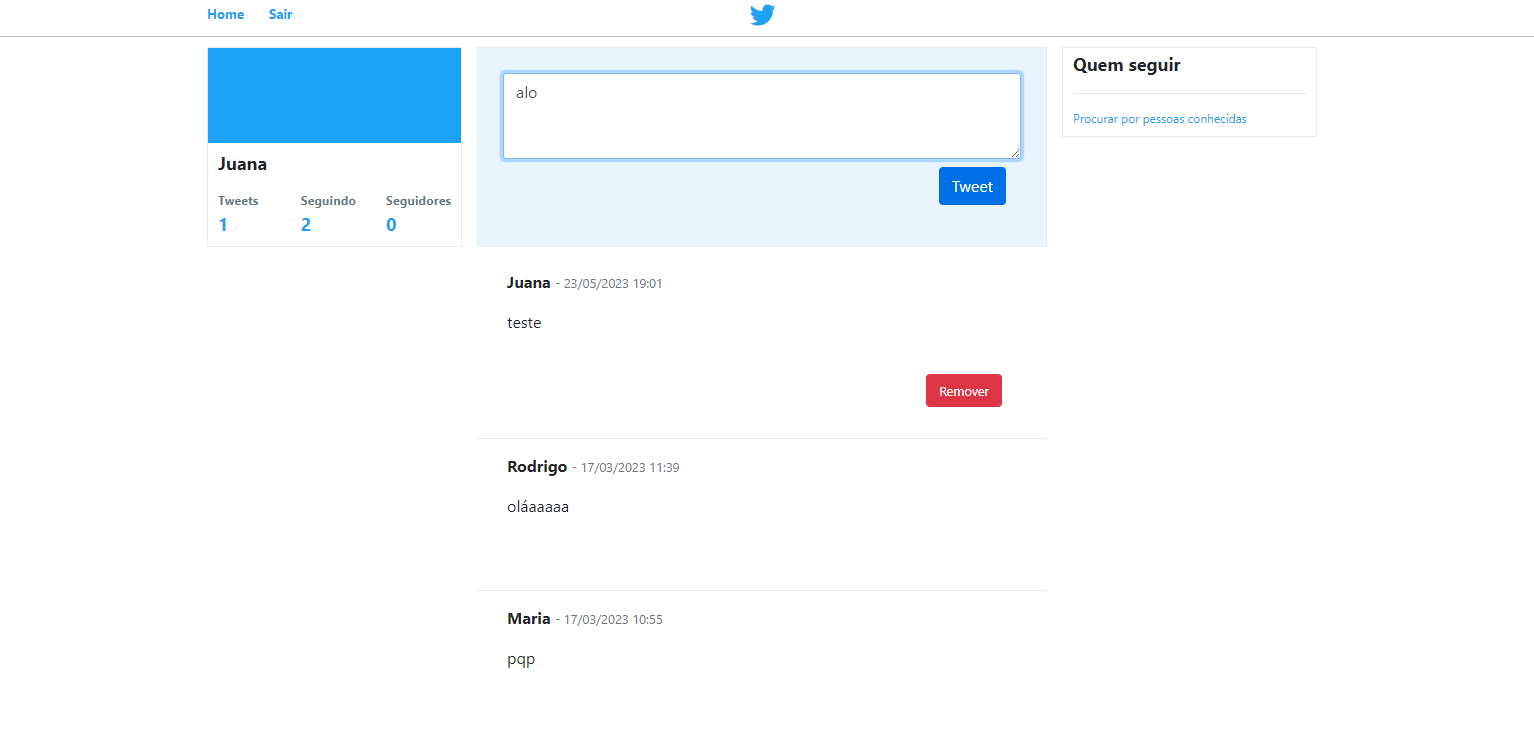 Home Sair
Juana
Tweets Seguindo Seguidores
1 2 0
alo
Tweet
Juana - 23/05/2023 19:01
teste
Remover
Rodrigo - 17/03/2023 11:39
oláaaaaa
Maria - 17/03/2023 10:55
pqp
Quem seguir
Procurar por pessoas conhecidas